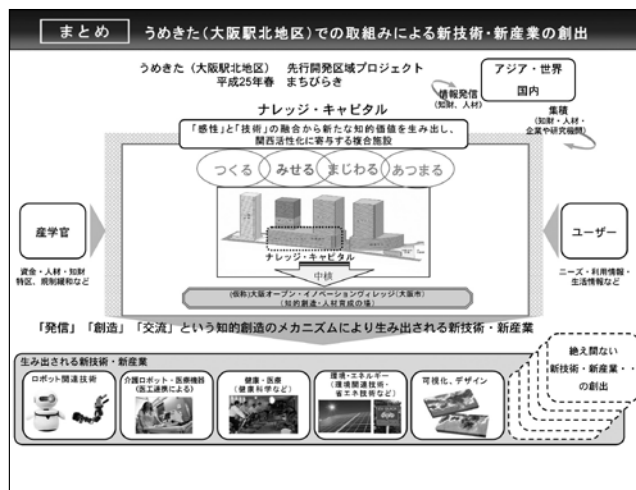 まとめ
うめきた(大阪駅北地区)での取組みによる新技術・新産業の創出
うめきた(大阪駅北地区) 先行開発区域プロジェクト
平成25年春 まちびらき
アジア・世界
国内
情報発信
(知財、人材)
集積
(知財・人材・
企業や研究機関)
ナレッジ・キャピタル
「感性」と「技術」の融合から新たな知的価値を生み出し、
関西活性化に寄与する複合施設
つくる みせる まじわる あつまる
産学官
資金・人材・知財
特区、規制緩和など
ユーザー
ニーズ・利用情報・
生活情報など
ナレッジ・キャピタル
中核
(仮称)大阪オープン・イノベーションヴィレッジ(大阪市)
(知的創造・人材育成の場)
「発信」「創造」「交流」という知的創造のメカニズムにより生み出される新技術・新産業
生み出される新技術・新産業
ロボット関連技術
介護ロボット・医療機器
(医工連携による)
健康・医療
(健康科学など)
環境・エネルギー
(環境関連技術・
省エネ技術など)
可視化、デザイン
絶え間ない
新技術・新産業・・
の創出